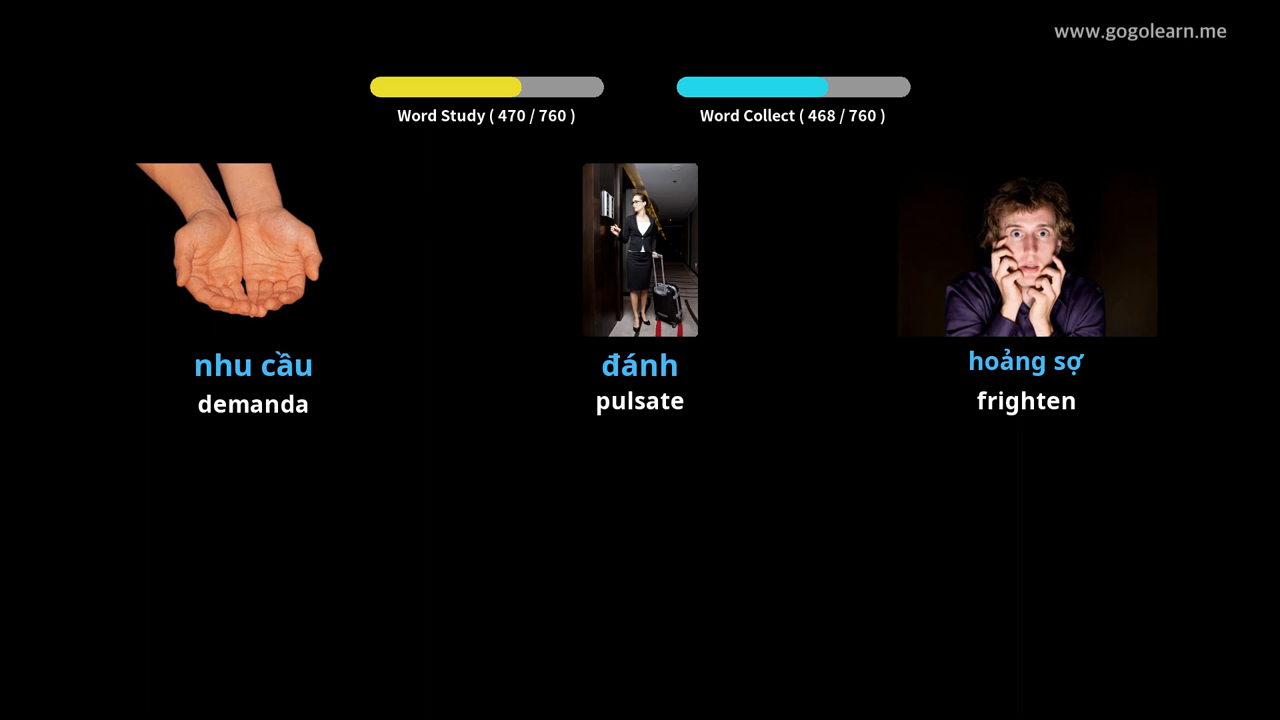 www.gogolearn.me
Word Study ( 470 / 760 )
Word Collect ( 468 / 760 )
nhu cầu
demanda
đánh
pulsate
hoảng sợ
frighten